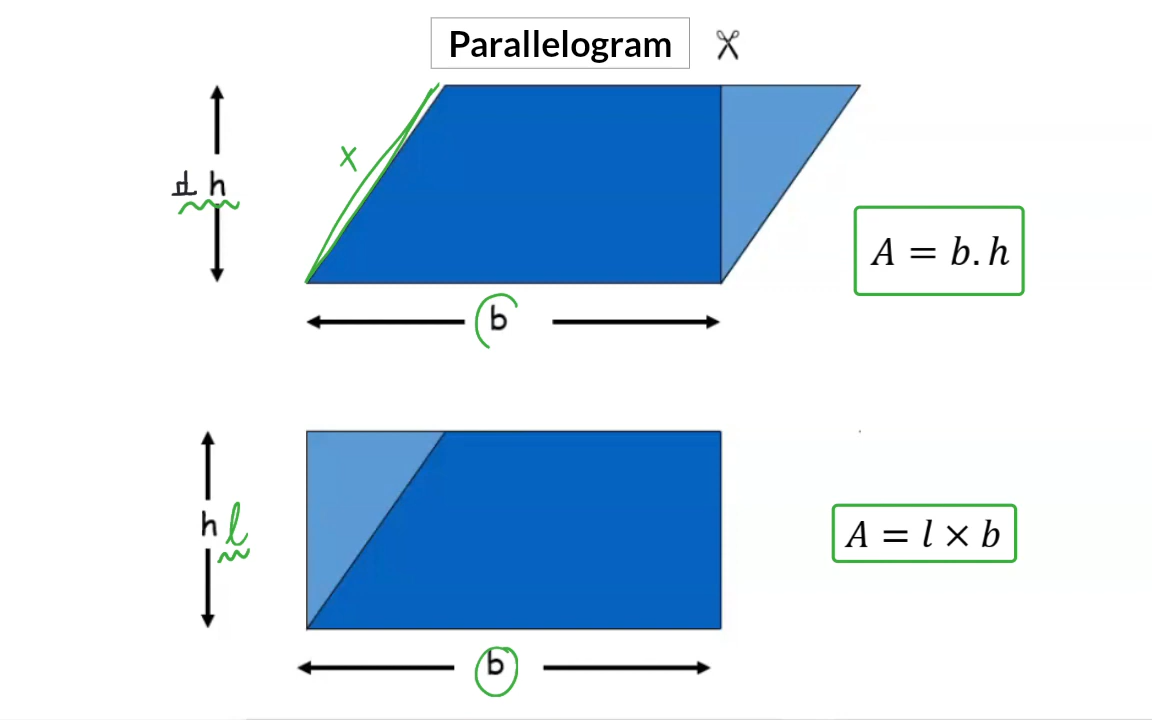 Parallelogram
x
⊥ h
A = b. h
b
h l
A = l × b
b